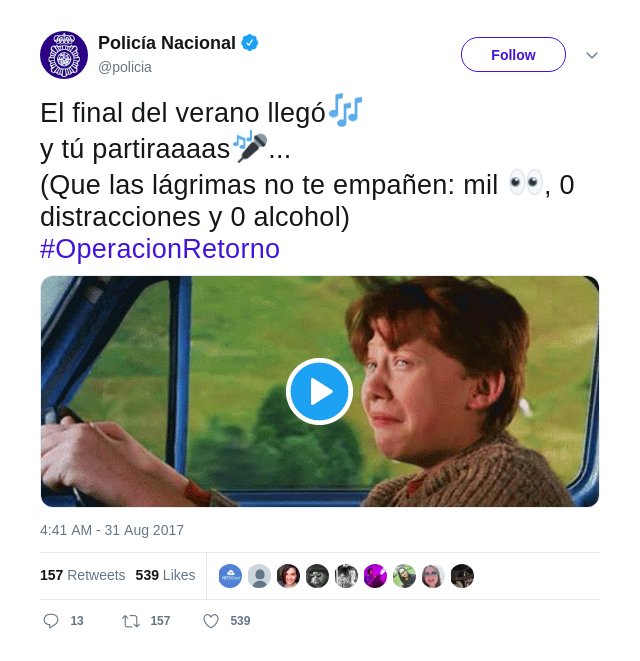 Policía Nacional
@policia
Follow
El final del verano llegó🎶
y tú partiraaaas🎤...
(Que las lágrimas no te empañen: mil 👀, 0
distracciones y 0 alcohol)
#OperacionRetorno
4:41 AM - 31 Aug 2017
157 Retweets 539 Likes
13 157 539